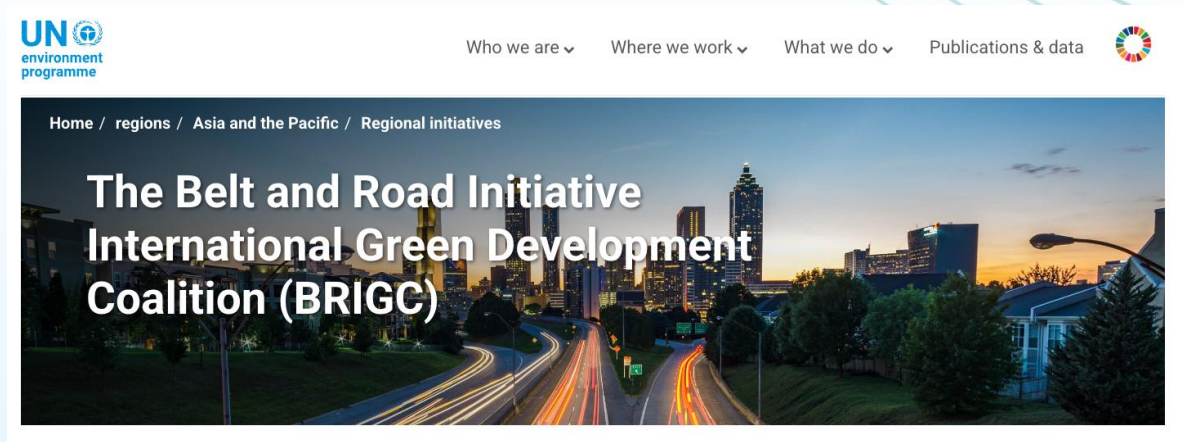 UN
environment
programme
Who we are
Where we work
What we do
Publications & data
Home / regions / Asia and the Pacific / Regional initiatives
The Belt and Road Initiative
International Green Development
Coalition (BRIGC)